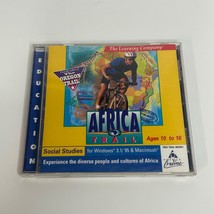 The Learning Company
OREGON TRAIL
EDUCATION
AFRICA
TRAIL
Ages 10 to 16
Social Studies
for Windows® 3.1/95 & Macintosh®
Experience the diverse people and cultures of Africa